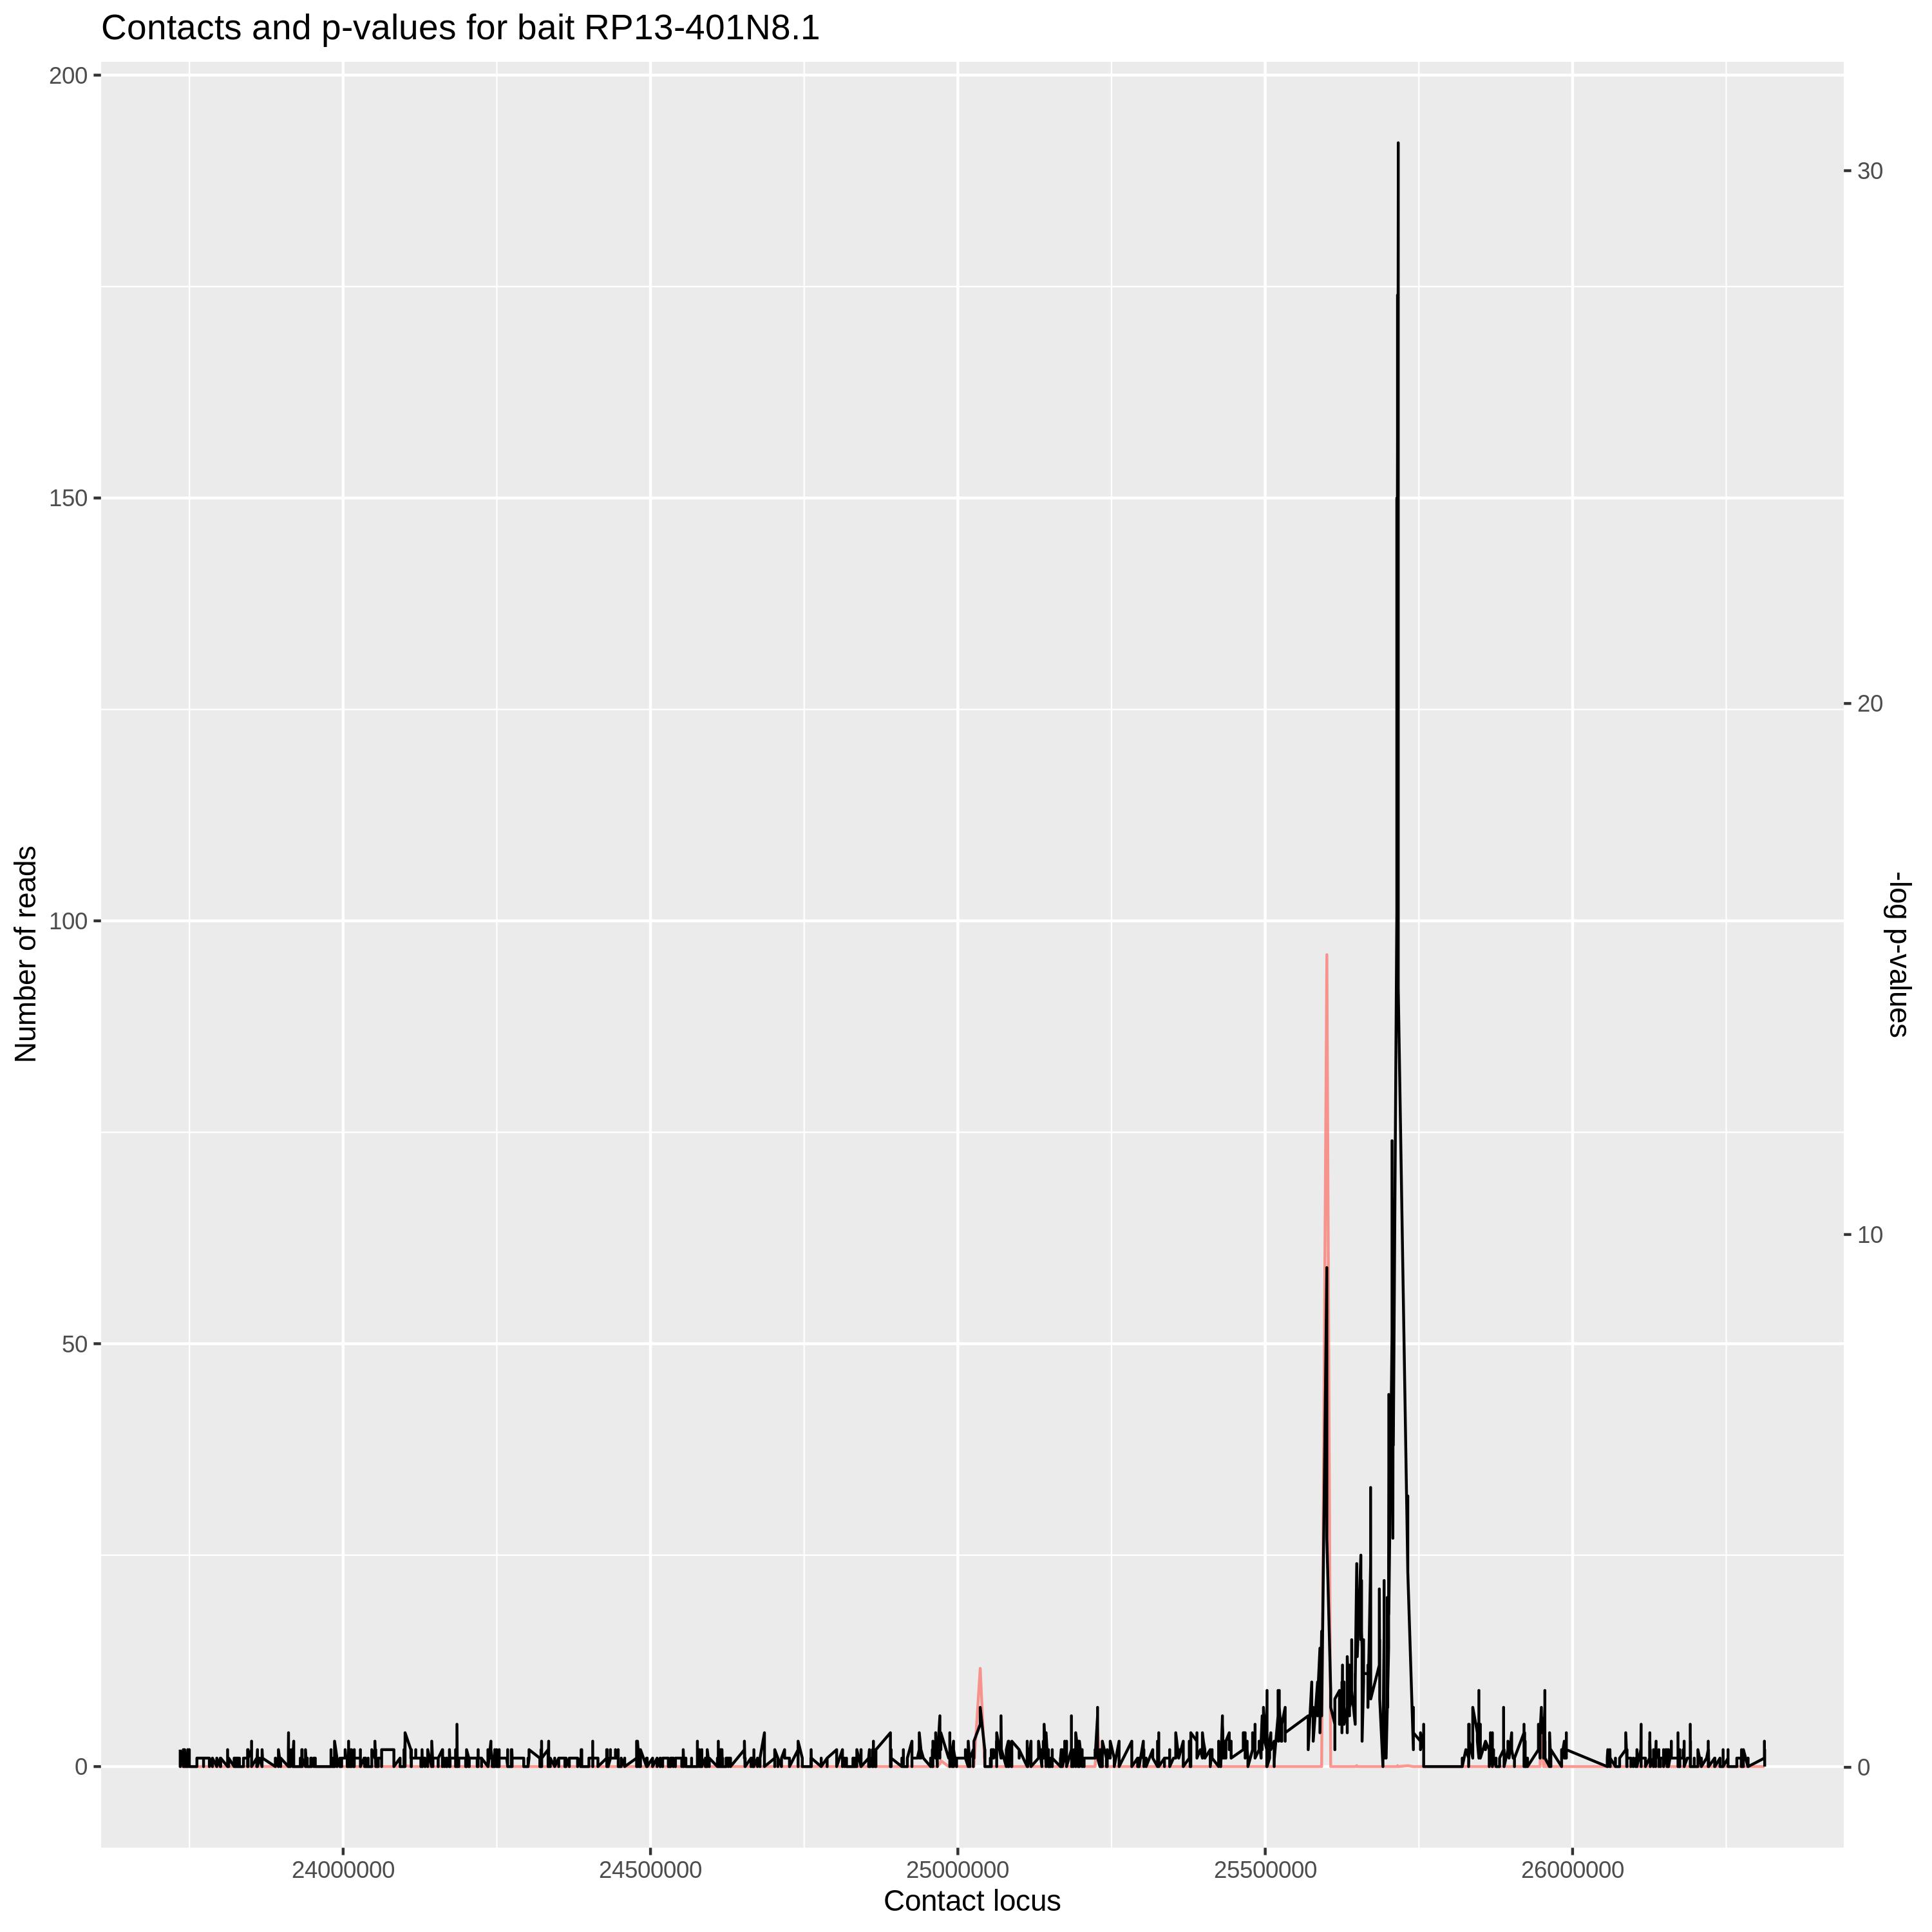 Contacts and p-values for bait RP13-401N8.1
200
150
100
50
0
Number of reads
30
20
10
0
-log p-values
24000000 24500000 25000000 25500000 26000000
Contact locus